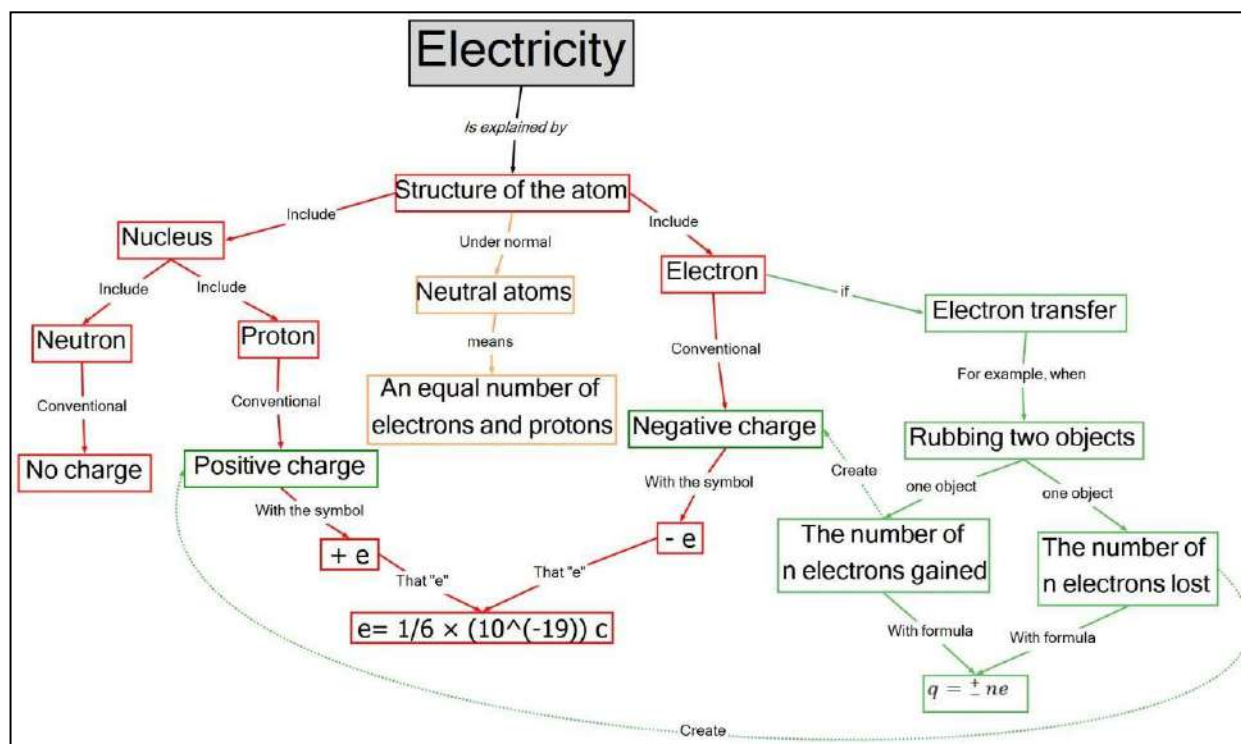 Electricity
Is explained by
Structure of the atom
Include
Under normal
Include
Nucleus
Neutral atoms
Electron
if
Electron transfer
Include
Include
means
Conventional
For example, when
Neutron
Proton
An equal number of
electrons and protons
Negative charge
Rubbing two objects
Conventional
Conventional
No charge
Positive charge
With the symbol
With the symbol
Create
one object
one object
+ e
- e
The number of
n electrons gained
The number of
n electrons lost
That "e"
That "e"
e= 1/6 × (10^(-19)) c
With formula
With formula
q = ± ne
Create